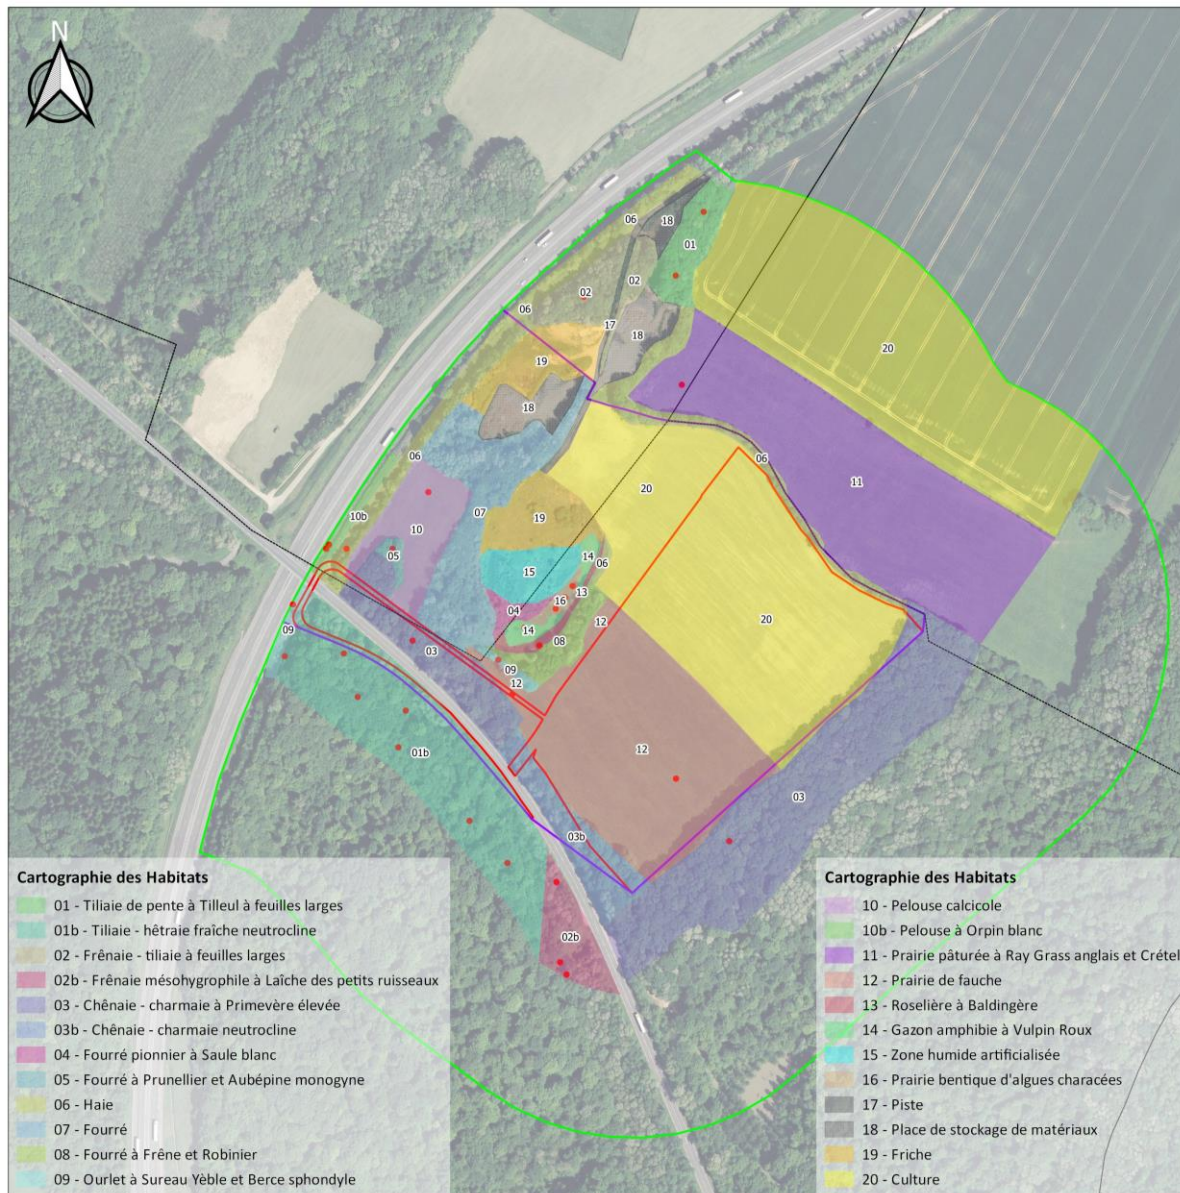 N
06
18
01
02
02
06
17
18
20
19
18
06
11
06
20
07
10b
10
19
05
14
06
15
13
16
04
14
12
08
20
09
03
09
12
01b
12
03
03b
02b
Cartographie des Habitats
01 - Tiliaie de pente à Tilleul à feuilles larges
01b - Tiliaie - hêtraie fraîche neutrocline
02 - Frênaie - tiliaie à feuilles larges
02b - Frênaie mésohygrophile à Laîche des petits ruisseaux
03 - Chênaie - charmaie à Primevère élevée
03b - Chênaie - charmaie neutrocline
04 - Fourré pionnier à Saule blanc
05 - Fourré à Prunellier et Aubépine monogyne
06 - Haie
07 - Fourré
08 - Fourré à Frêne et Robinier
09 - Ourlet à Sureau Yèble et Berce sphondyle
Cartographie des Habitats
10 - Pelouse calcicole
10b - Pelouse à Orpin blanc
11 - Prairie pâturée à Ray Grass anglais et Crétel
12 - Prairie de fauche
13 - Roselière à Baldingère
14 - Gazon amphibie à Vulpin Roux
15 - Zone humide artificialisée
16 - Prairie bentique d'algues characées
17 - Piste
18 - Place de stockage de matériaux
19 - Friche
20 - Culture